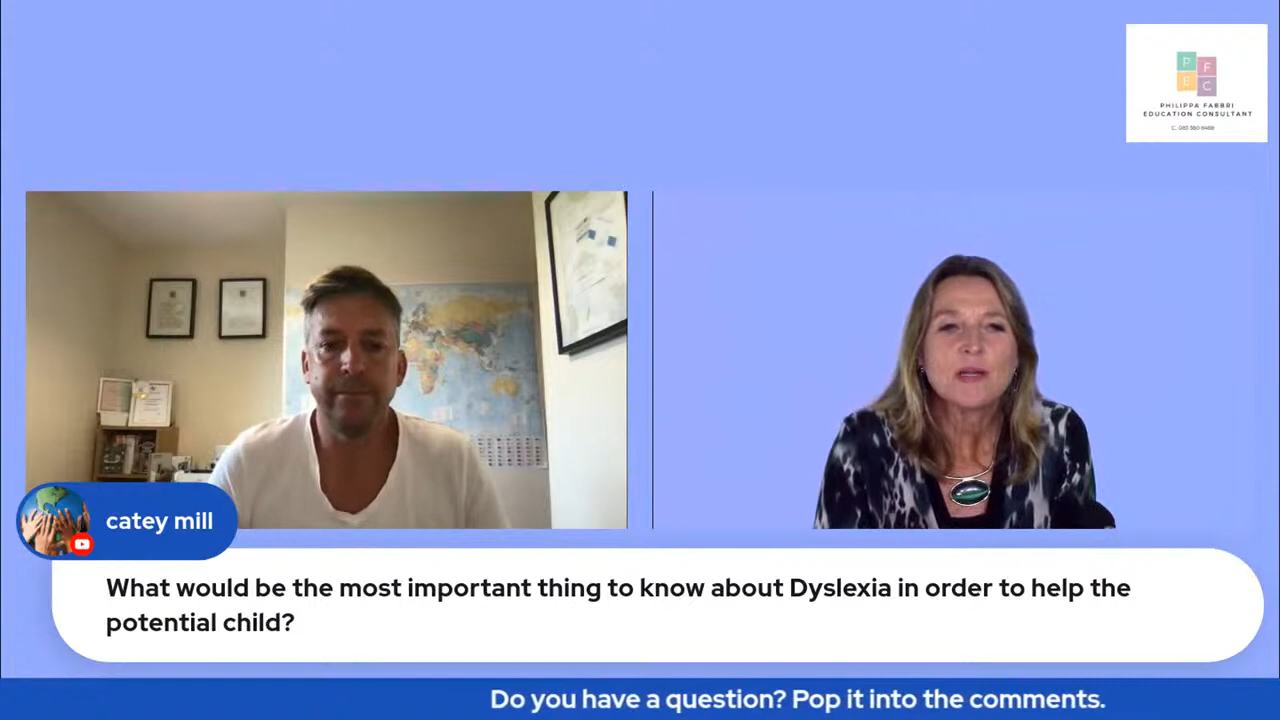 P F
E C
PHILIPPA FABBRI
EDUCATION CONSULTANT
catey mill
What would be the most important thing to know about Dyslexia in order to help the
potential child?
Do you have a question? Pop it into the comments.